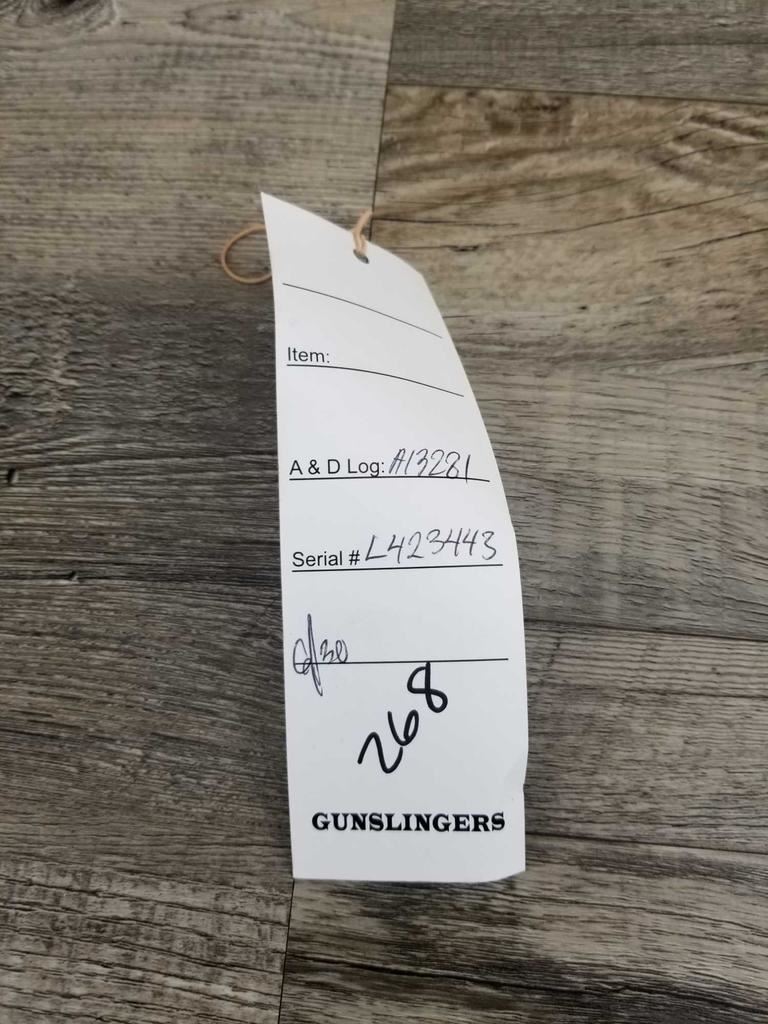 Item:
A & D Log: A13281
Serial # L423443
268
GUNSLINGERS